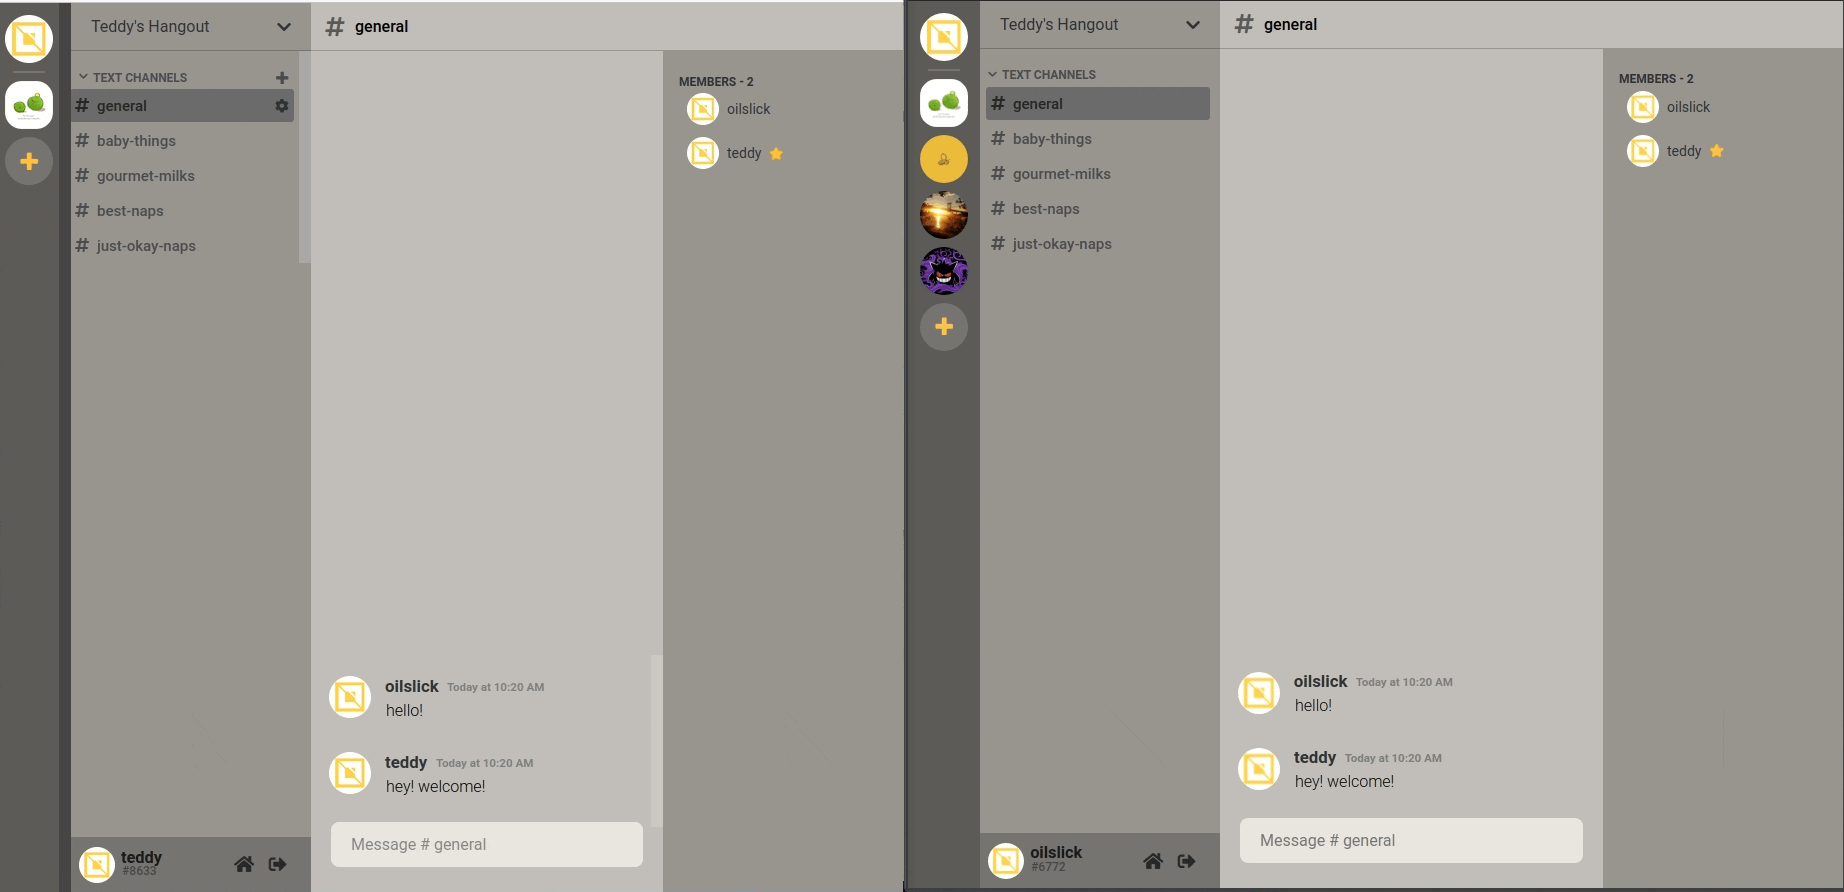 Teddy's Hangout
# general
TEXT CHANNELS
# general
# baby-things
# gourmet-milks
# best-naps
# just-okay-naps
MEMBERS - 2
oilslick
teddy
oilslick Today at 10:20 AM
hello!
teddy Today at 10:20 AM
hey! welcome!
Message # general
teddy
#8633
Teddy's Hangout
# general
TEXT CHANNELS
# general
# baby-things
# gourmet-milks
# best-naps
# just-okay-naps
MEMBERS - 2
oilslick
teddy
oilslick Today at 10:20 AM
hello!
teddy Today at 10:20 AM
hey! welcome!
Message # general
oilslick
#6772